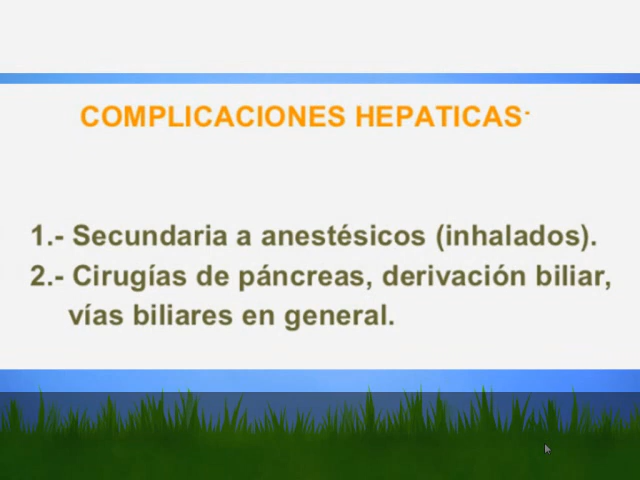 COMPLICACIONES HEPATICAS.
1.- Secundaria a anestésicos (inhalados).
2.- Cirugías de páncreas, derivación biliar,
vías biliares en general.